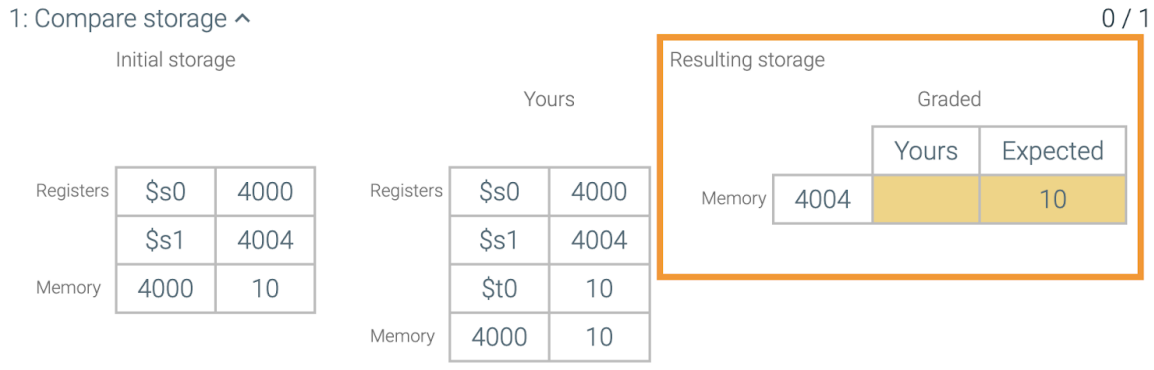 1: Compare storage
0 / 1
Initial storage
Resulting storage
Yours
Graded
Yours Expected
Registers $s0 4000
Registers $s0 4000
Memory 4004 10
$s1 4004
$s1 4004
Memory 4000 10
$t0 10
Memory 4000 10